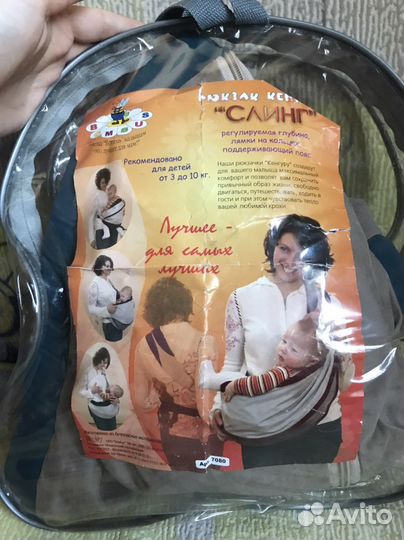 BUMBUS
РЮКЗАК
"СЛИНГ"
регулируемая глубина,
лямки на кольцах,
поддерживающий пояс
Рекомендовано
для детей
от 3 до 10 кг.
Наши рюкзачки "Кенгуру" создадут
для вашего малыша максимальный
комфорт и позволят вам сохранить
привычный образ жизни, свободно
двигаться, путешествовать, ходить в
гости и при этом чувствовать тепло
вашей любимой крохи.
Лучшее -
для самых
лучших
7080
Avito